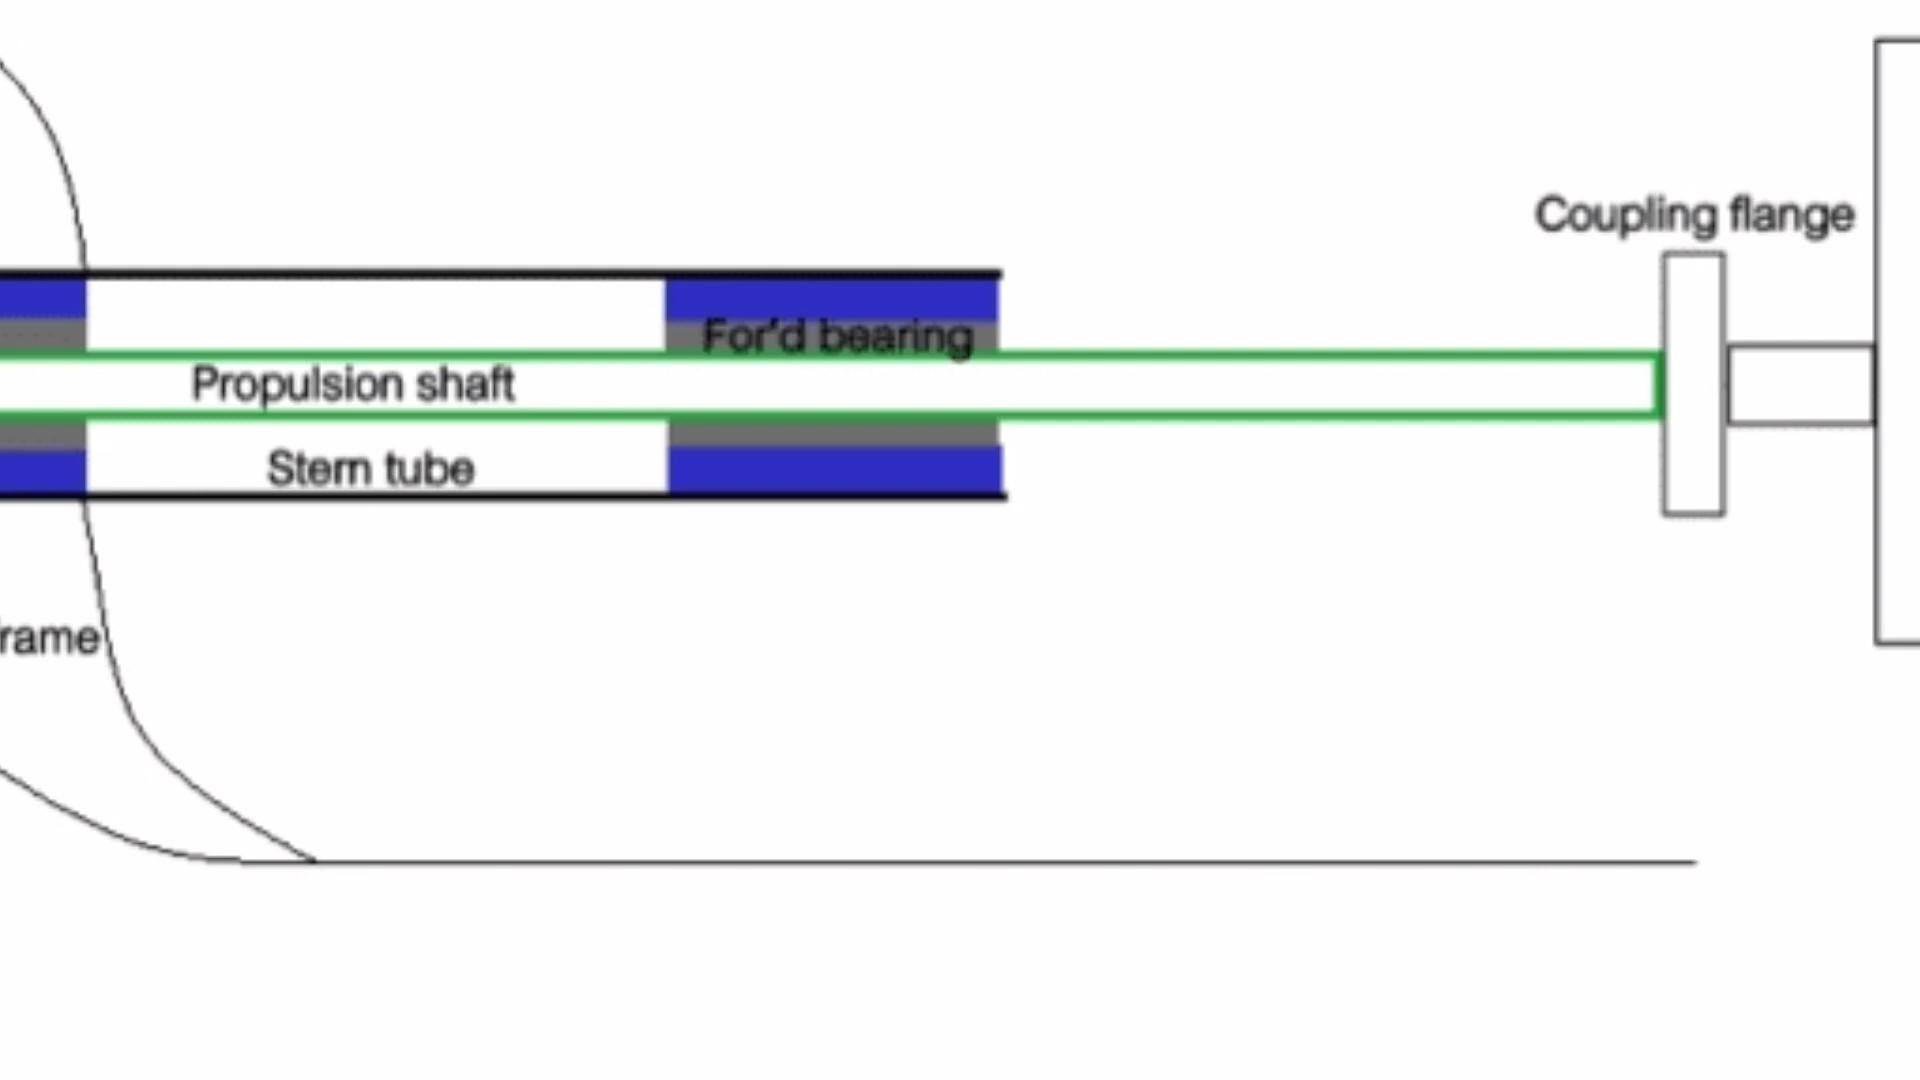 Coupling flange
For'd bearing
Propulsion shaft
Stern tube
rame